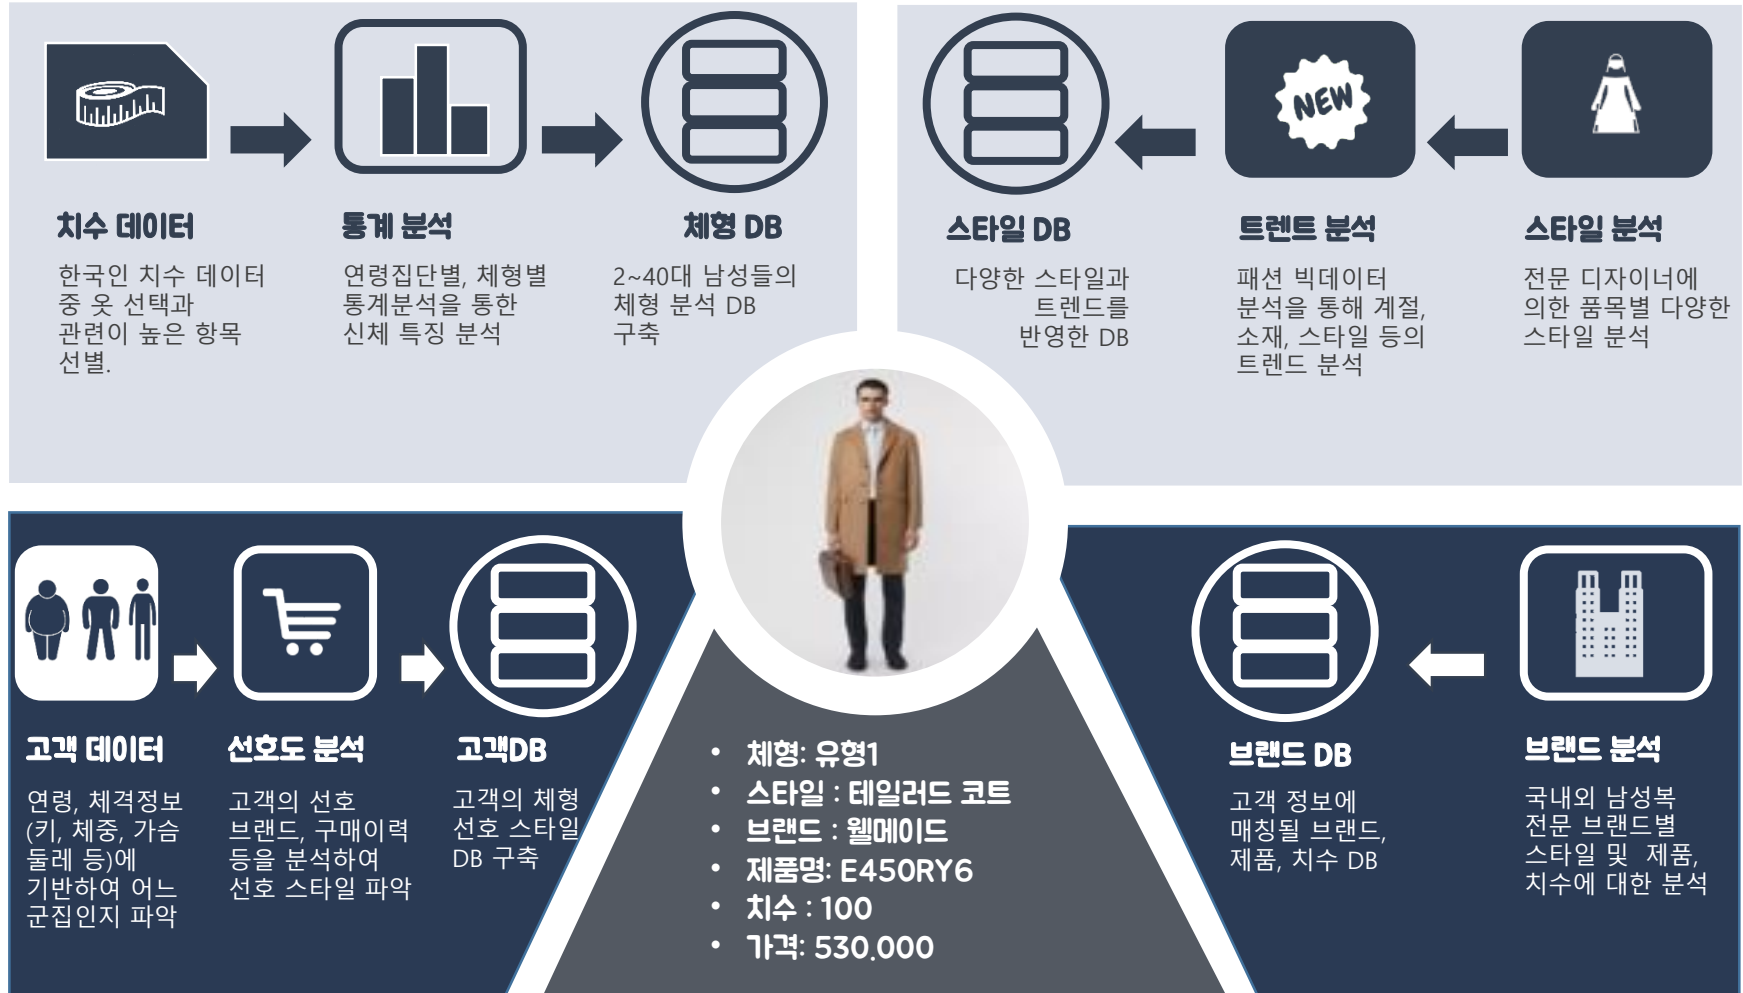 치수 데이터
한국인 치수 데이터
중 옷 선택과
관련이 높은 항목
선별.
통계 분석
연령집단별, 체형별
통계분석을 통한
신체 특징 분석
체형 DB
2~40대 남성들의
체형 분석 DB
구축
스타일 DB
다양한 스타일과
트렌드를
반영한 DB
NEW
트렌트 분석
패션 빅데이터
분석을 통해 계절,
소재, 스타일 등의
트렌드 분석
스타일 분석
전문 디자이너에
의한 품목별 다양한
스타일 분석
고객 데이터
연령, 체격정보
(키, 체중, 가슴
둘레 등)에
기반하여 어느
군집인지 파악
선호도 분석
고객의 선호
브랜드, 구매이력
등을 분석하여
선호 스타일 파악
고객DB
고객의 체형
선호 스타일
DB 구축
• 체형: 유형1
• 스타일 : 테일러드 코트
• 브랜드 : 웰메이드
• 제품명: E450RY6
• 치수 : 100
• 가격: 530,000
브랜드 DB
고객 정보에
매칭될 브랜드,
제품, 치수 DB
브랜드 분석
국내외 남성복
전문 브랜드별
스타일 및 제품,
치수에 대한 분석